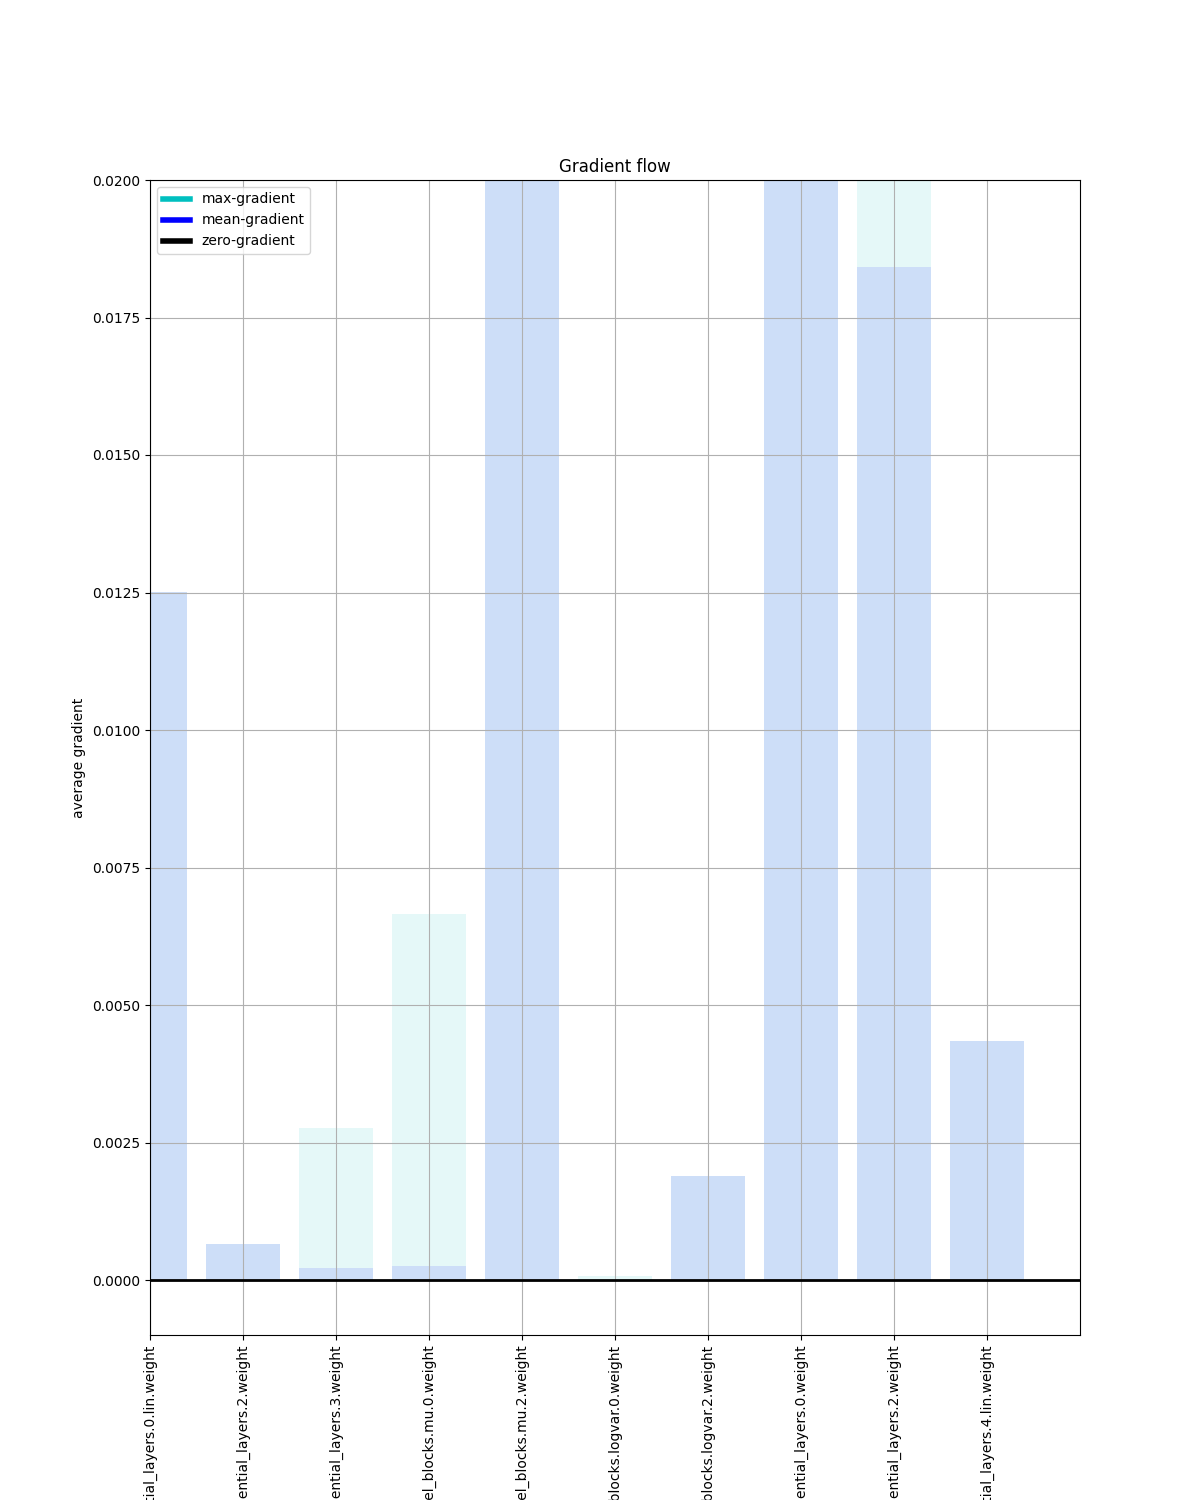 Gradient flow
max-gradient
mean-gradient
zero-gradient
0.0200
0.0175
0.0150
0.0125
0.0100
0.0075
0.0050
0.0025
0.0000
average gradient
tial_layers.0.lin.weight
ential_layers.2.weight
ential_layers.3.weight
el_blocks.mu.0.weight
el_blocks.mu.2.weight
blocks.logvar.0.weight
blocks.logvar.2.weight
ential_layers.0.weight
ential_layers.2.weight
tial_layers.4.lin.weight